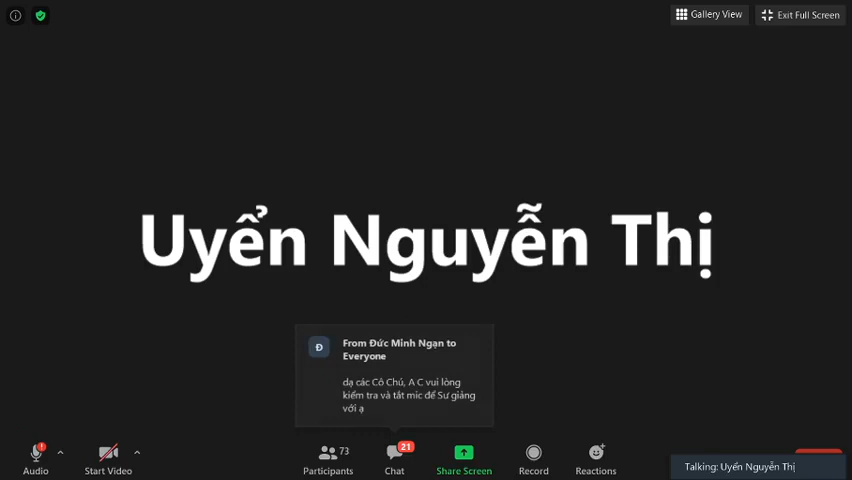 Gallery View
Exit Full Screen
Uyển Nguyễn Thị
Đ
From Đức Minh Ngạn to
Everyone
dạ các Cô Chú, A C vui lòng
kiểm tra và tắt mic để Sư giảng
với ạ
73
21
Audio
Start Video
Participants
Chat
Share Screen
Record
Reactions
Talking: Uyển Nguyễn Thị